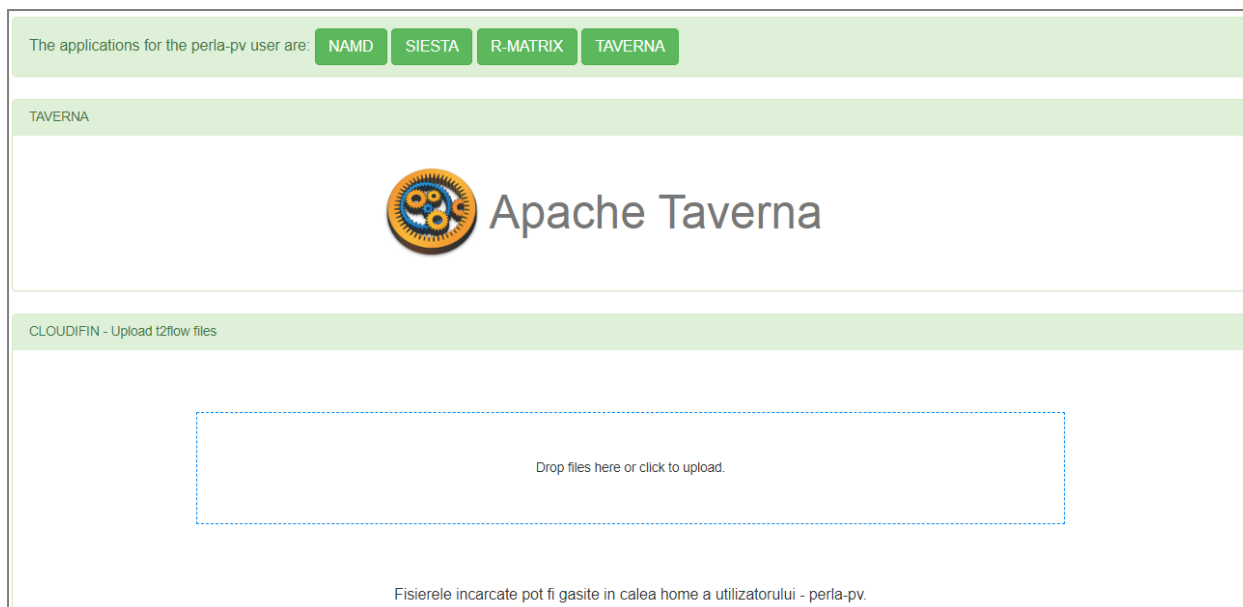 The applications for the perla-pv user are: NAMD SIESTA R-MATRIX TAVERNA
TAVERNA
Apache Taverna
CLOUDIFIN - Upload t2flow files
Drop files here or click to upload.
Fisierele incarcate pot fi gasite in calea home a utilizatorului - perla-pv.